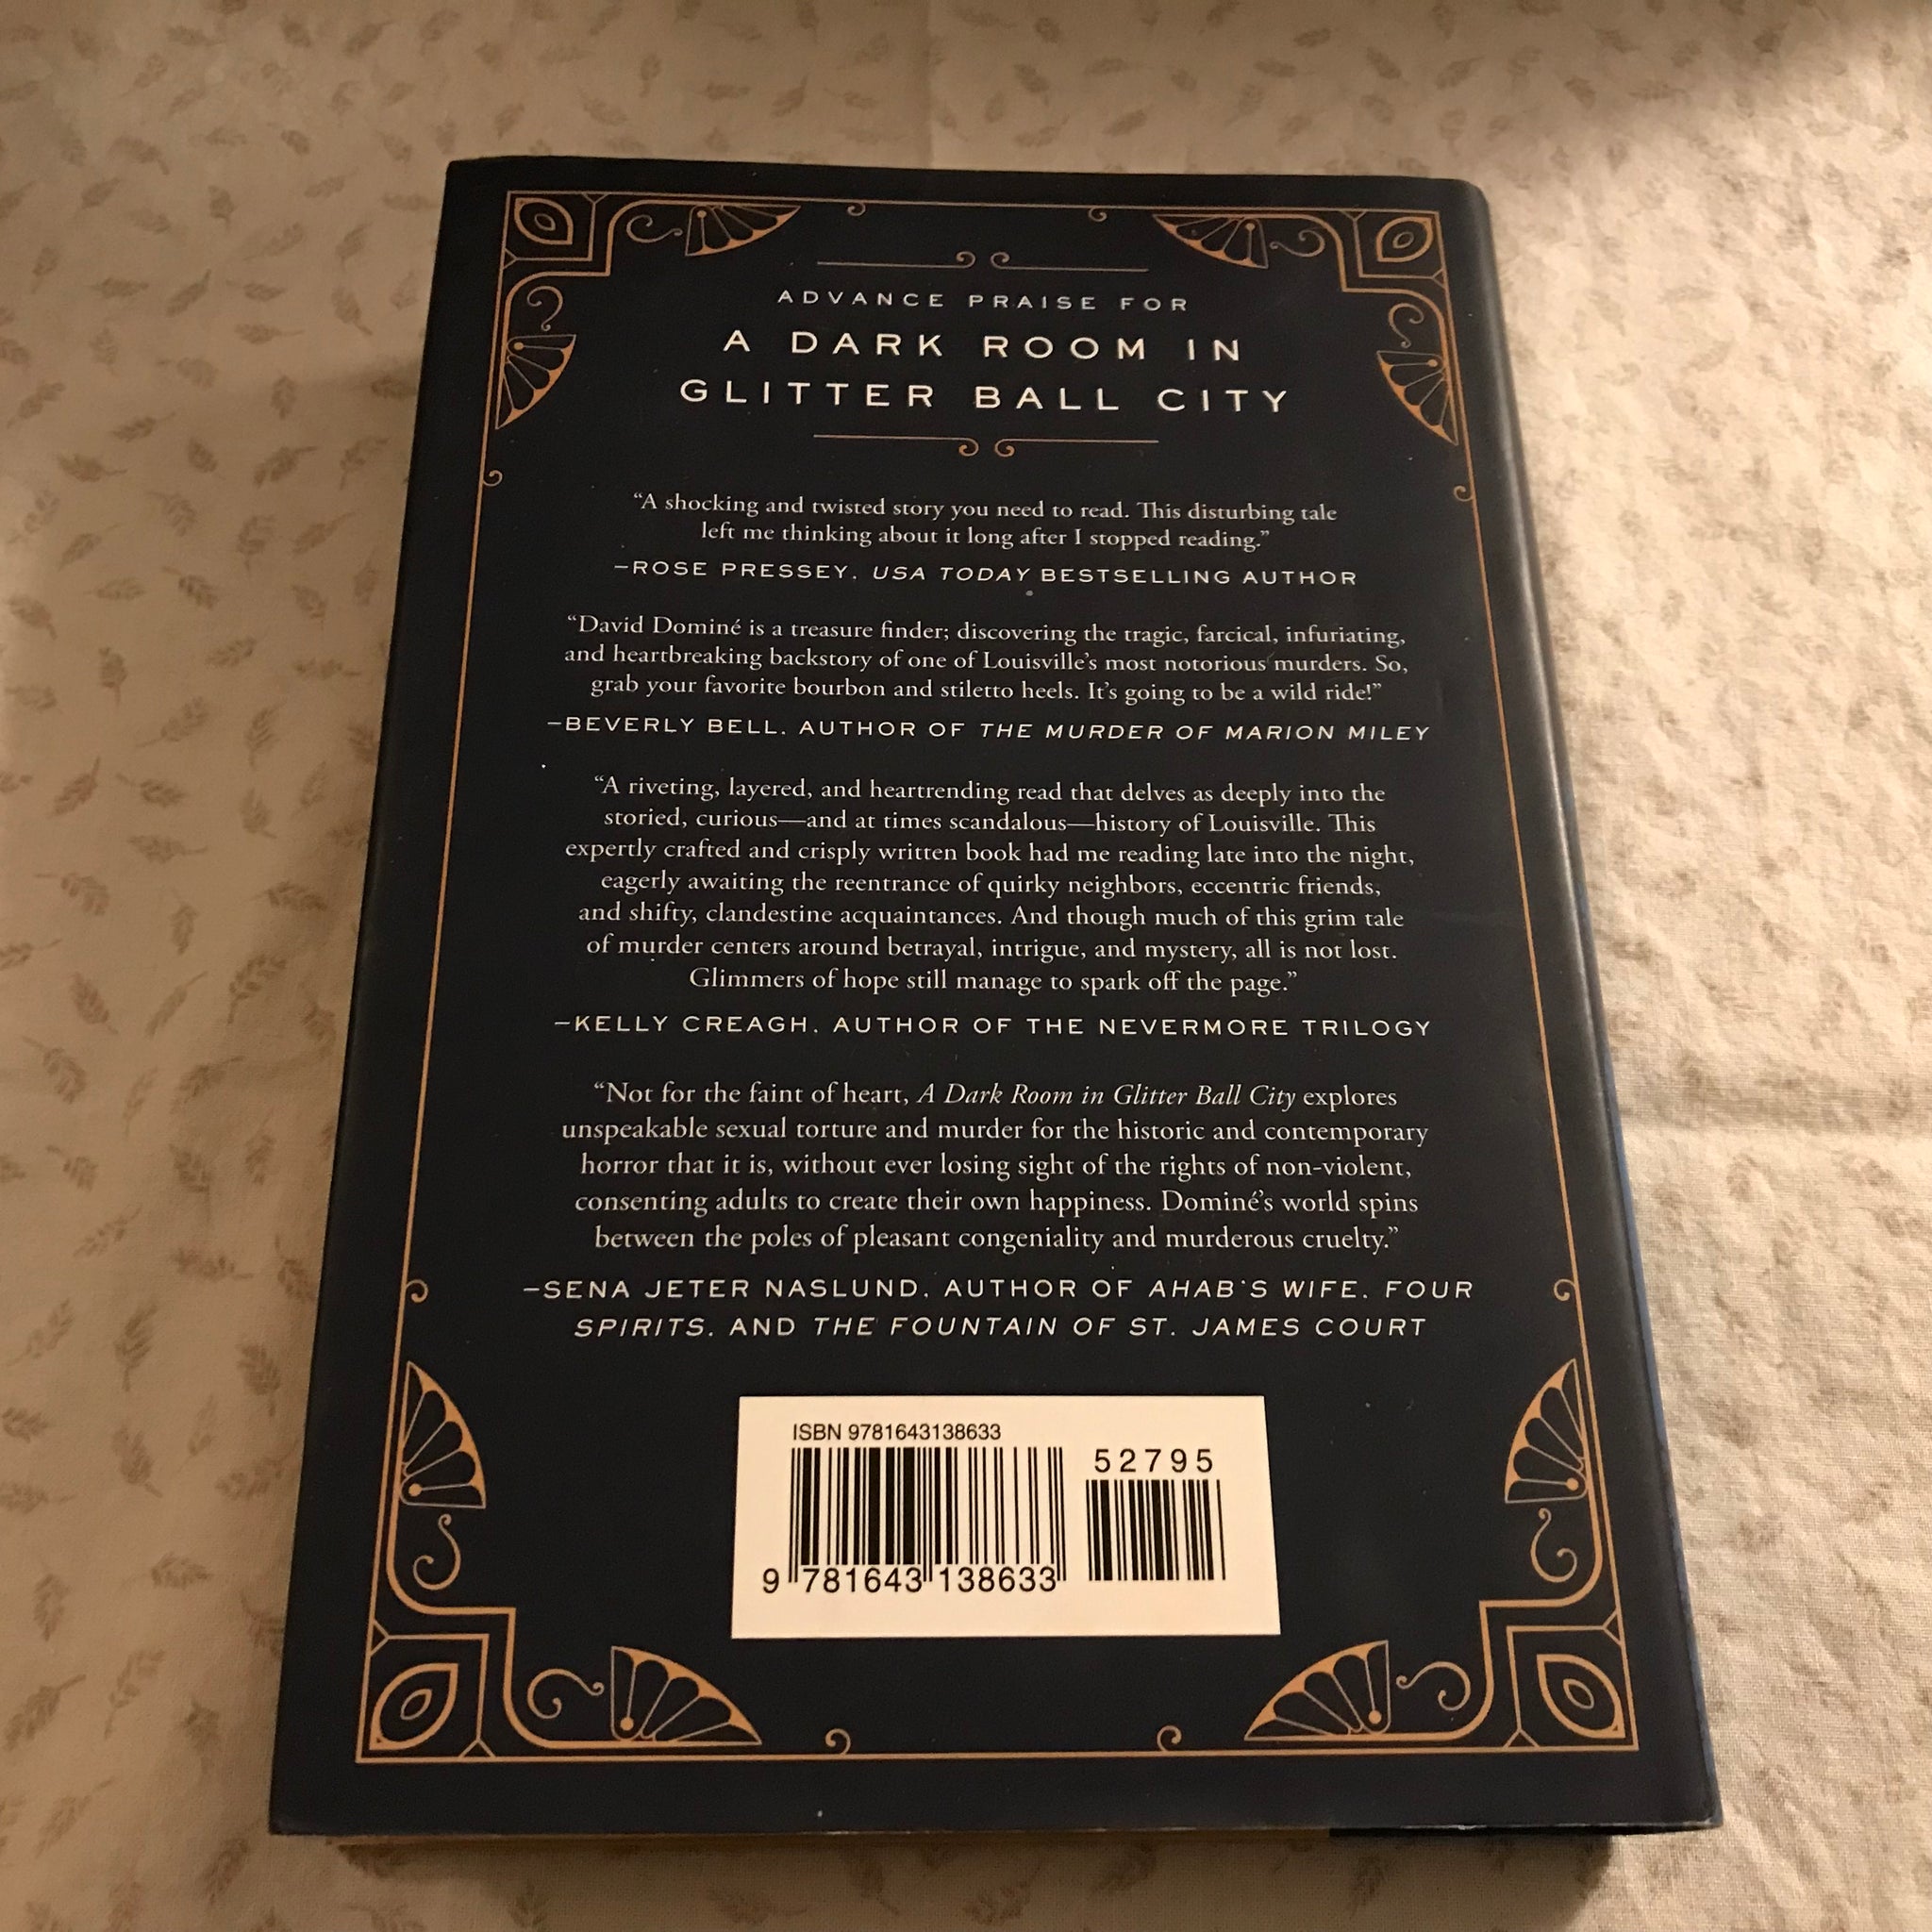 ADVANCE PRAISE FOR
A DARK ROOM IN
GLITTER BALL CITY
“A shocking and twisted story you need to read. This disturbing tale
left me thinking about it long after I stopped reading.”
—ROSE PRESSEY, USA TODAY BESTSELLING AUTHOR
“David Dominé is a treasure finder; discovering the tragic, farcical, infuriating,
and heartbreaking backstory of one of Louisville’s most notorious murders. So,
grab your favorite bourbon and stiletto heels. It’s going to be a wild ride!”
—BEVERLY BELL, AUTHOR OF THE MURDER OF MARION MILEY
“A riveting, layered, and heartrending read that delves as deeply into the
storied, curious—and at times scandalous—history of Louisville. This
expertly crafted and crisply written book had me reading late into the night,
eagerly awaiting the reentrance of quirky neighbors, eccentric friends,
and shifty, clandestine acquaintances. And though much of this grim tale
of murder centers around betrayal, intrigue, and mystery, all is not lost.
Glimmers of hope still manage to spark off the page.”
—KELLY CREAGH, AUTHOR OF THE NEVERMORE TRILOGY
“Not for the faint of heart, A Dark Room in Glitter Ball City explores
unspeakable sexual torture and murder for the historic and contemporary
horror that it is, without ever losing sight of the rights of non-violent,
consenting adults to create their own happiness. Dominé’s world spins
between the poles of pleasant congeniality and murderous cruelty.”
—SENA JETER NASLUND, AUTHOR OF AHAB’S WIFE, FOUR
SPIRITS, AND THE FOUNTAIN OF ST. JAMES COURT
ISBN 9781643138633
52795
9 781643 138633